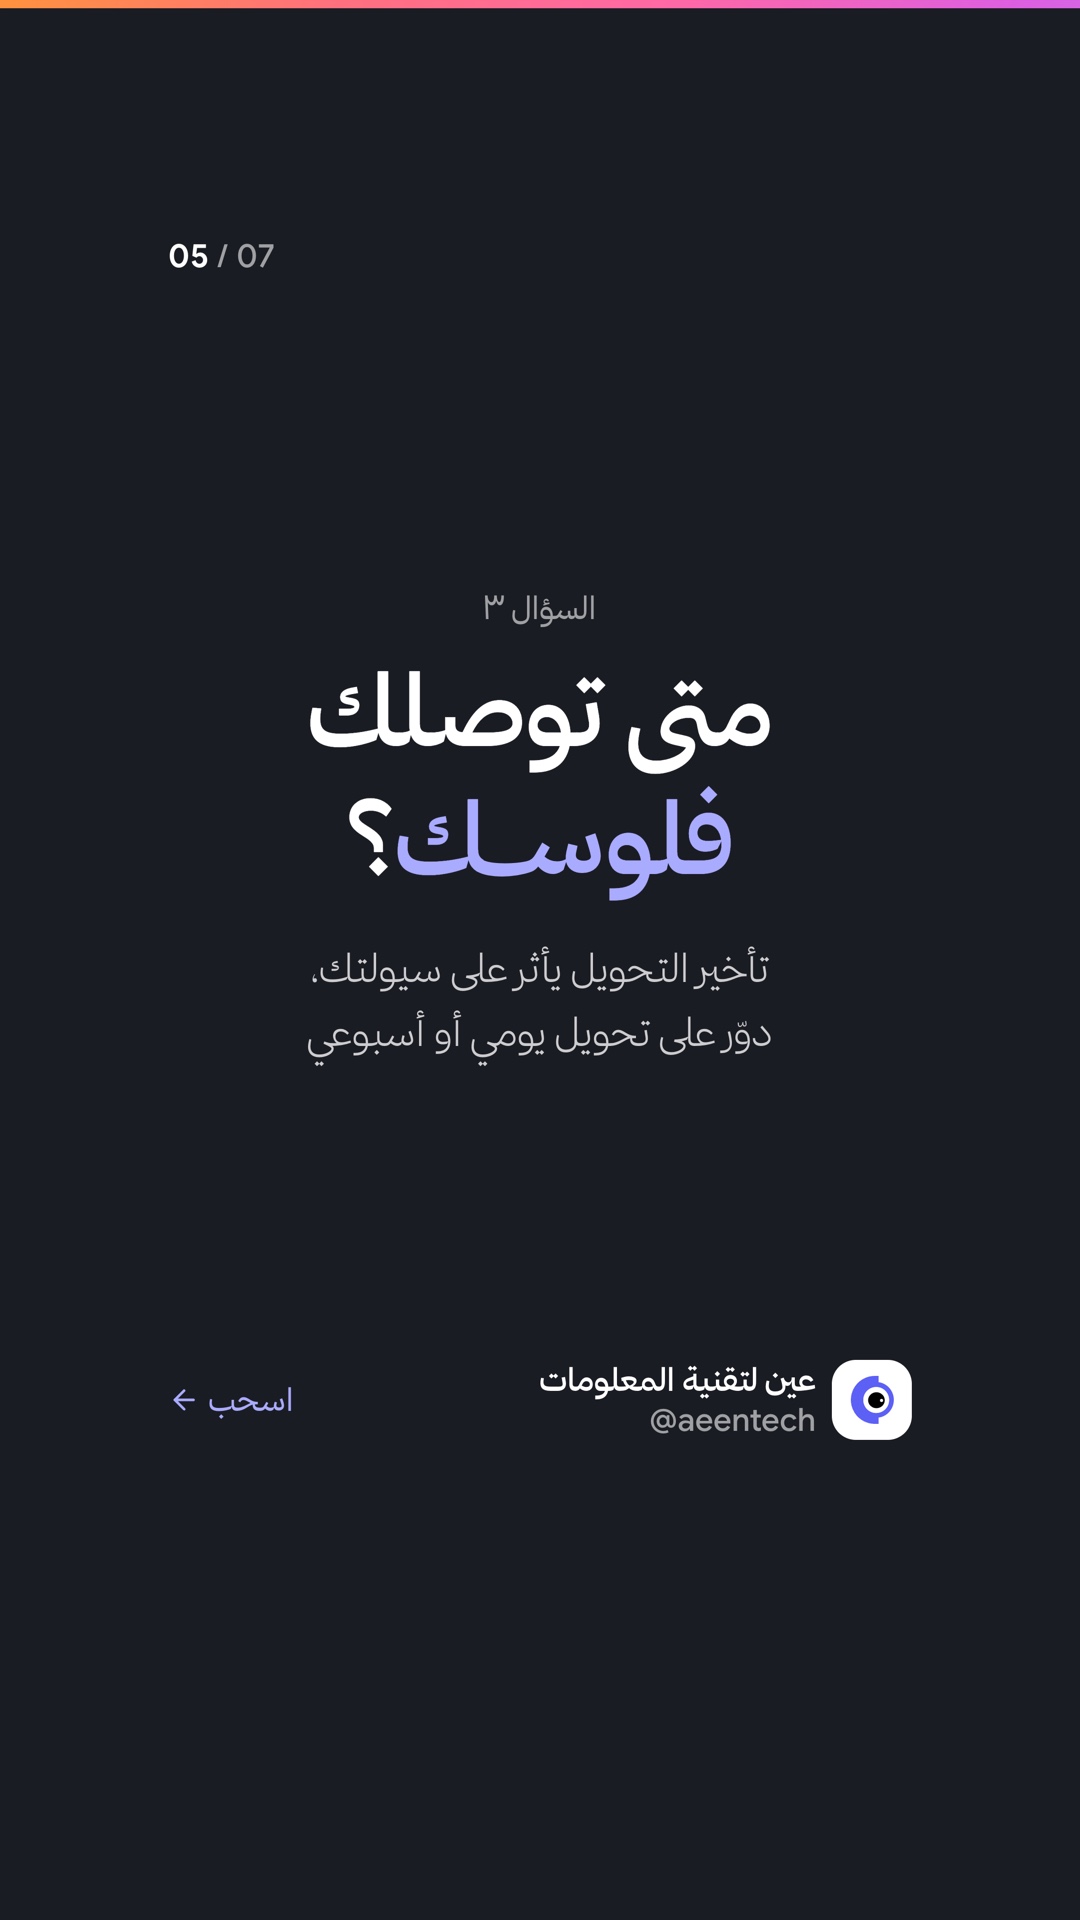 05 / 07
السؤال ٣
متى توصلك
فلوسـك؟
تأخير التحويل يأثر على سيولتك،
دوّر على تحويل يومي أو أسبوعي
عين لتقنية المعلومات
@aeentech
اسحب ←